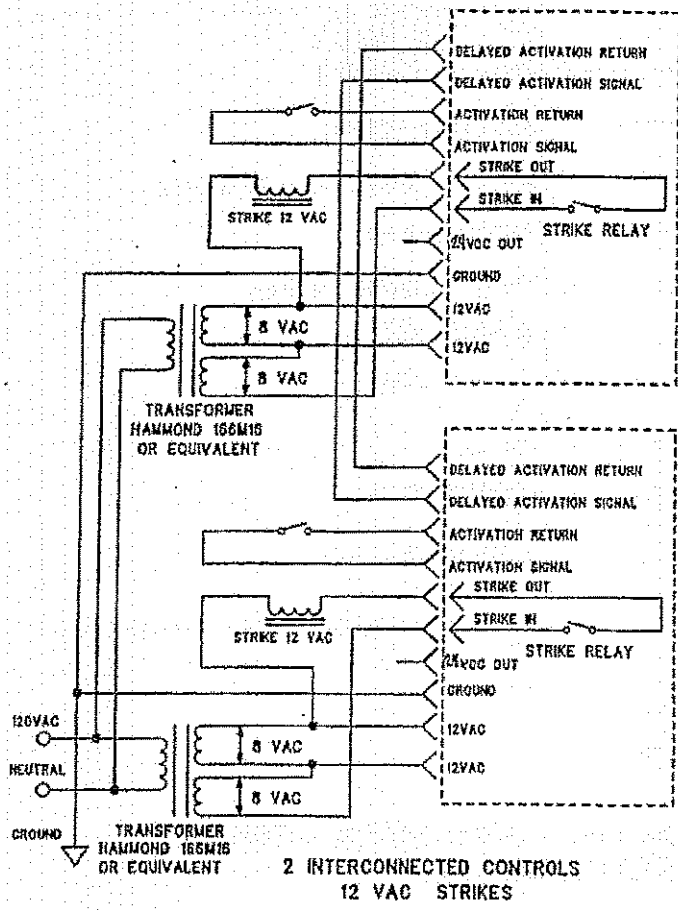 DELAYED ACTIVATION RETURN
DELAYED ACTIVATION SIGNAL
ACTIVATION RETURN
ACTIVATION SIGNAL
STRIKE OUT
STRIKE IN
STRIKE RELAY
STRIKE 12 VAC
24VDC OUT
GROUND
12VAC
12VAC
8 VAC
8 VAC
TRANSFORMER
HAMMOND 166M16
OR EQUIVALENT
DELAYED ACTIVATION RETURN
DELAYED ACTIVATION SIGNAL
ACTIVATION RETURN
ACTIVATION SIGNAL
STRIKE OUT
STRIKE IN
STRIKE RELAY
STRIKE 12 VAC
24VDC OUT
GROUND
12VAC
12VAC
120VAC
NEUTRAL
GROUND
8 VAC
8 VAC
TRANSFORMER
HAMMOND 166M16
OR EQUIVALENT
2 INTERCONNECTED CONTROLS
12 VAC STRIKES